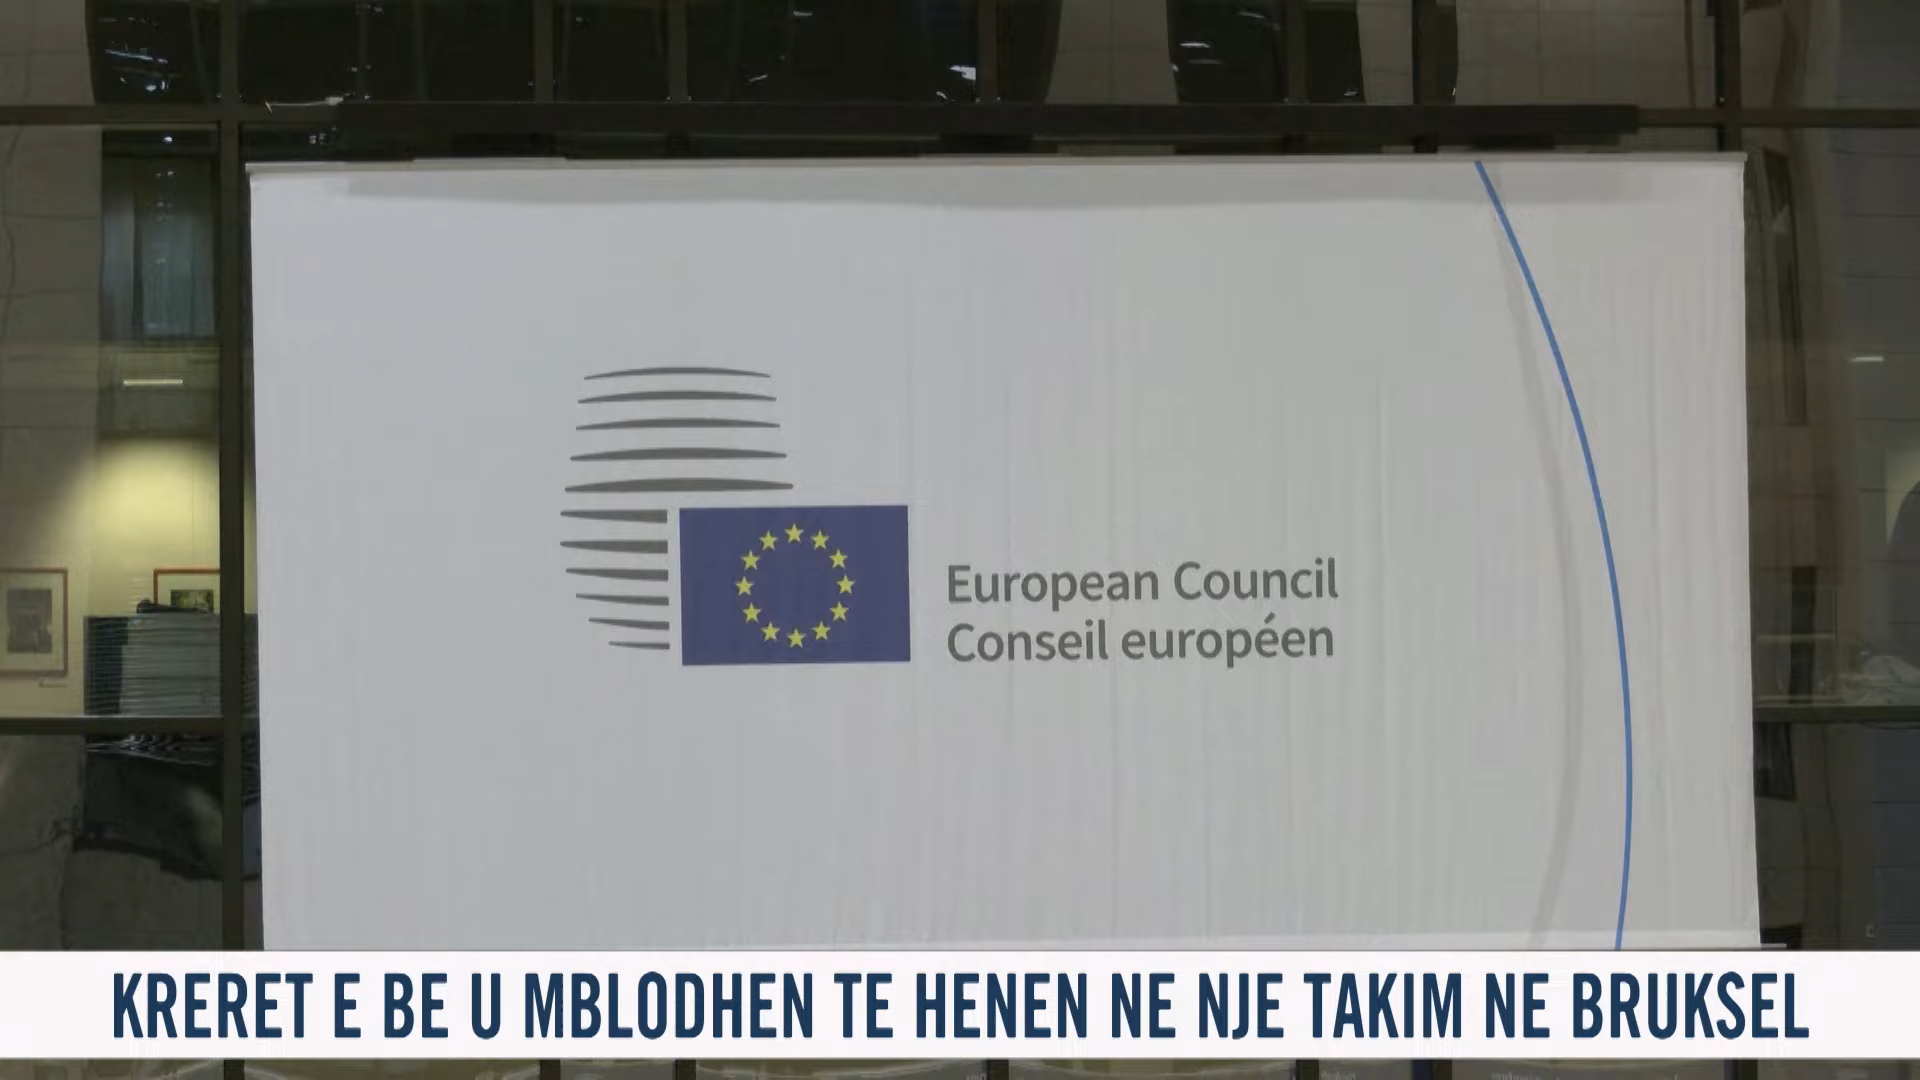 European Council
Conseil européen
KRERET E BE U MBLODHEN TE HENEN NE NJE TAKIM NE BRUKSEL